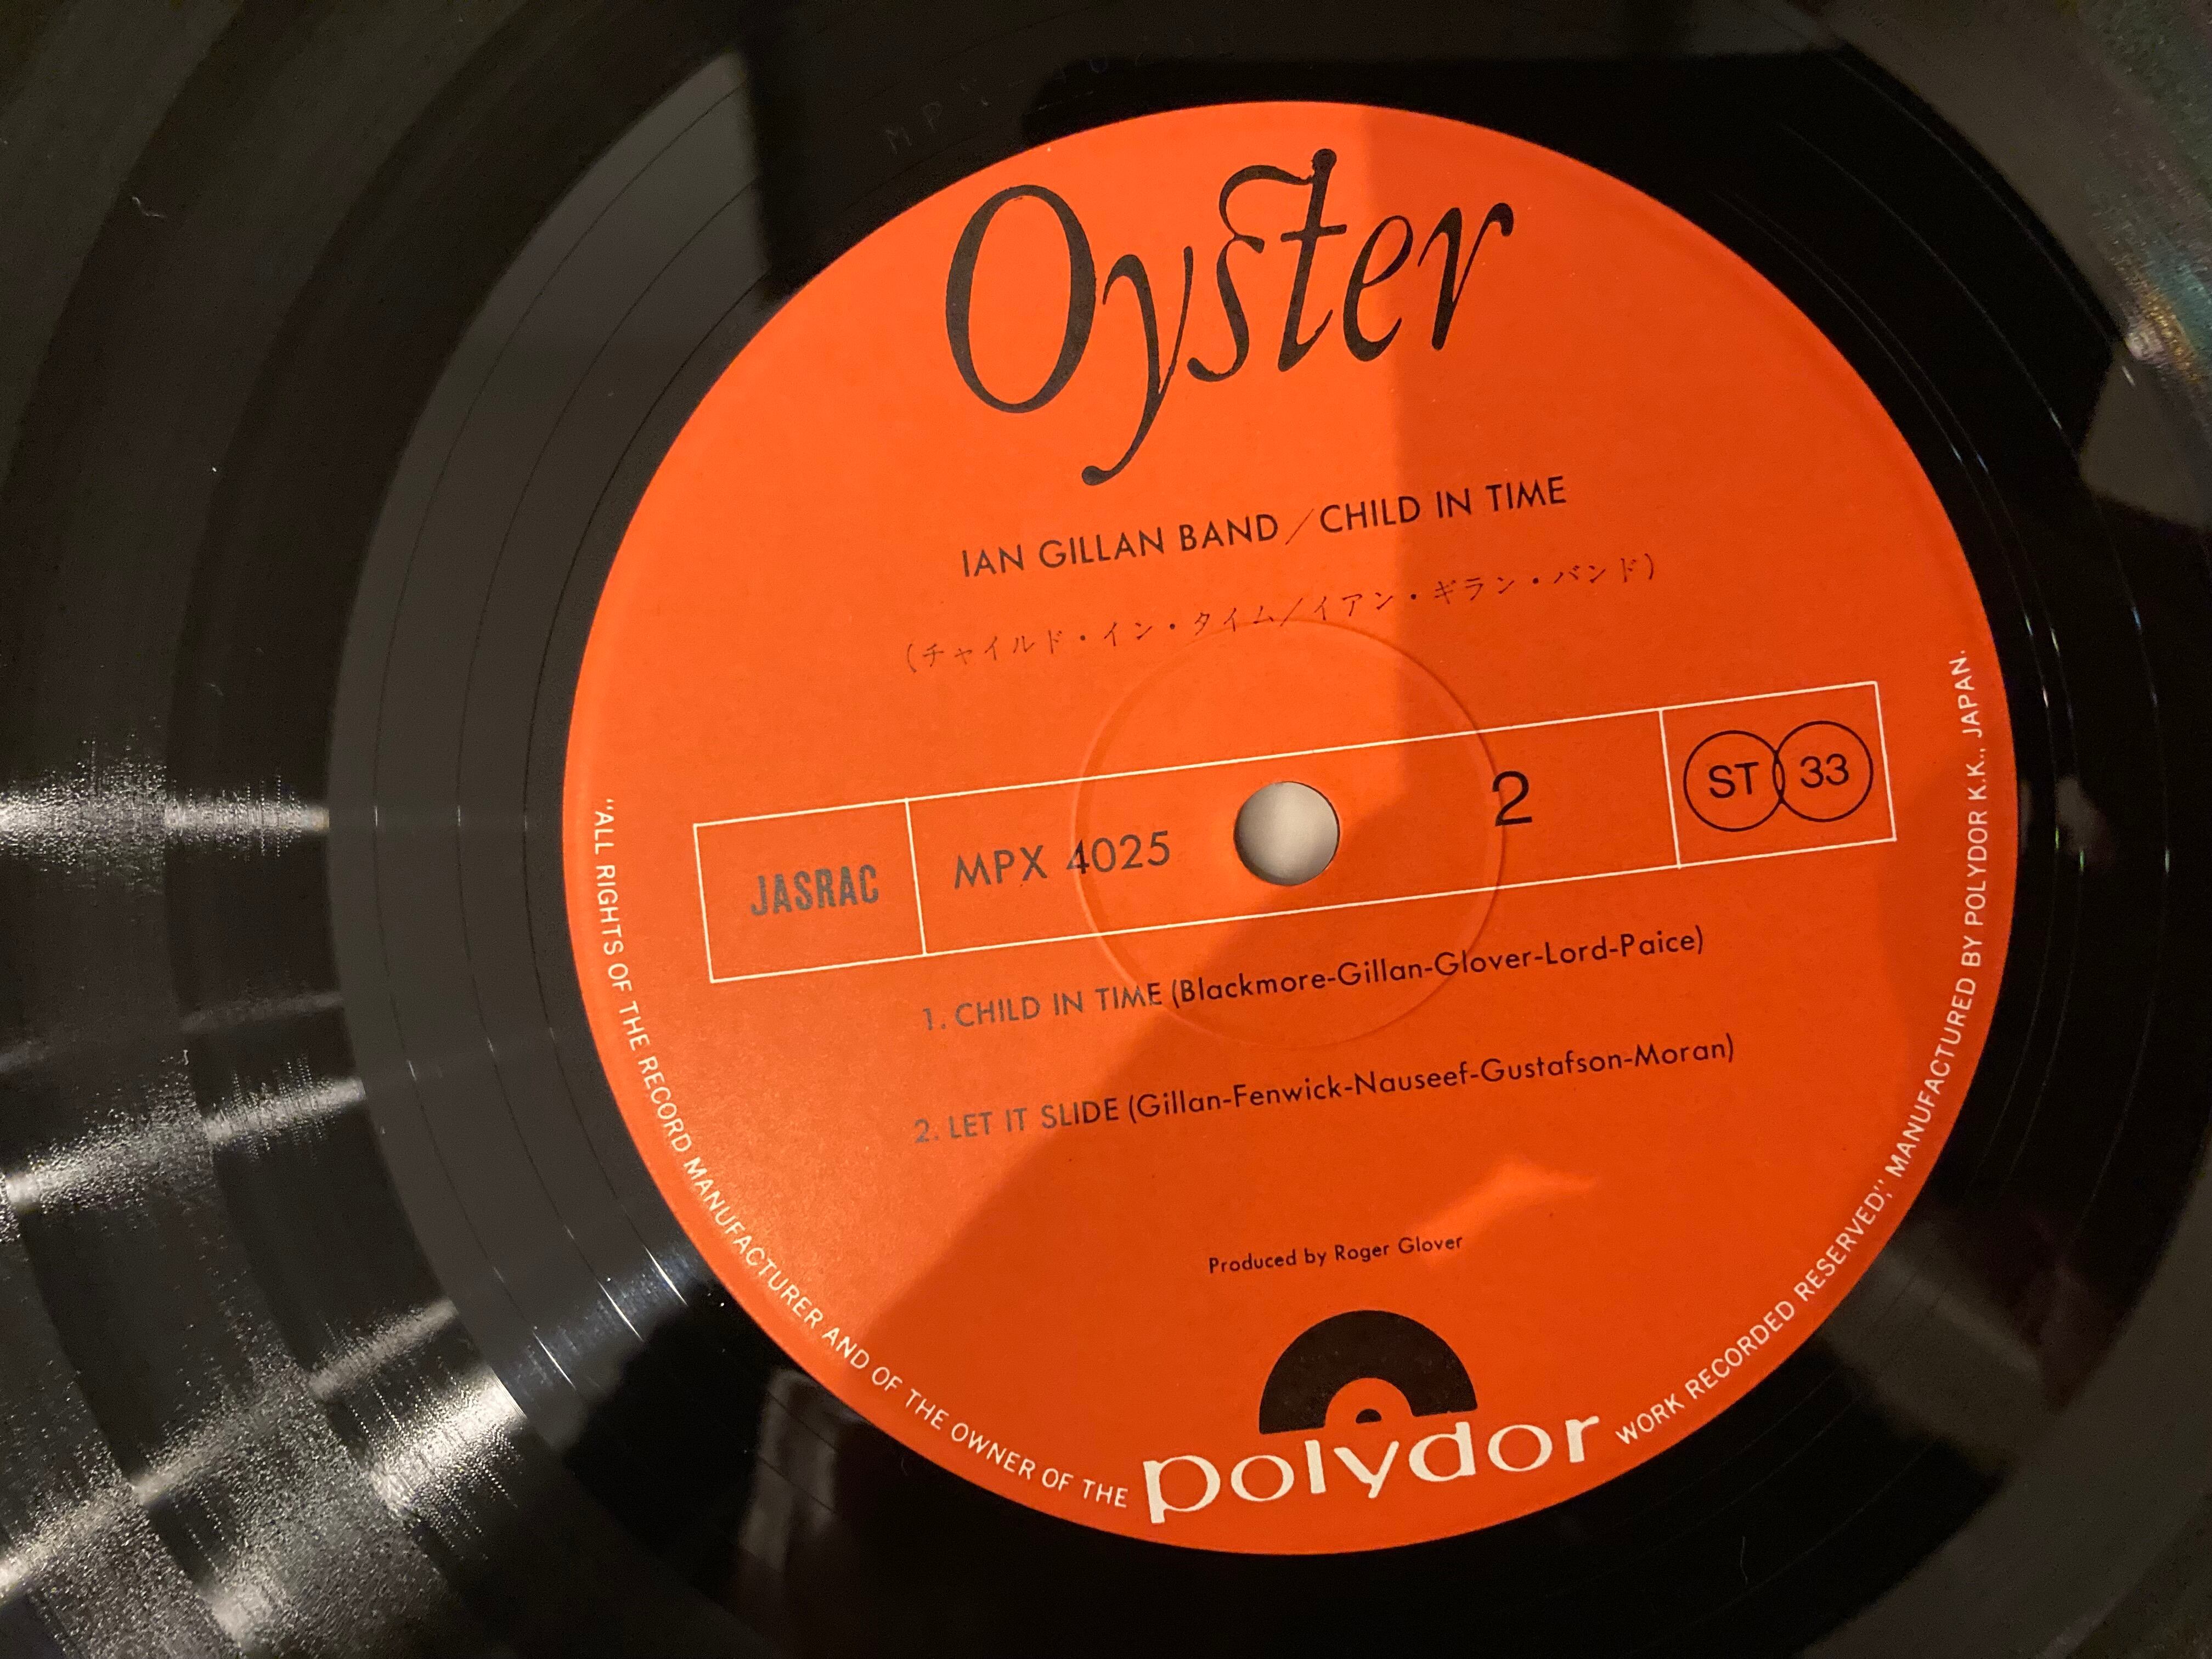 Oyster
IAN GILLAN BAND／CHILD IN TIME
（チャイルド・イン・タイム／イアン・ギラン・バンド）
JASRAC MPX 4025 2 ST 33
1. CHILD IN TIME (Blackmore-Gillan-Glover-Lord-Paice)
2. LET IT SLIDE (Gillan-Fenwick-Nauseef-Gustafson-Moran)
Produced by Roger Glover
polydor
"ALL RIGHTS OF THE RECORD MANUFACTURER AND OF THE OWNER OF THE WORK RECORDED RESERVED," MANUFACTURED BY POLYDOR K.K., JAPAN.